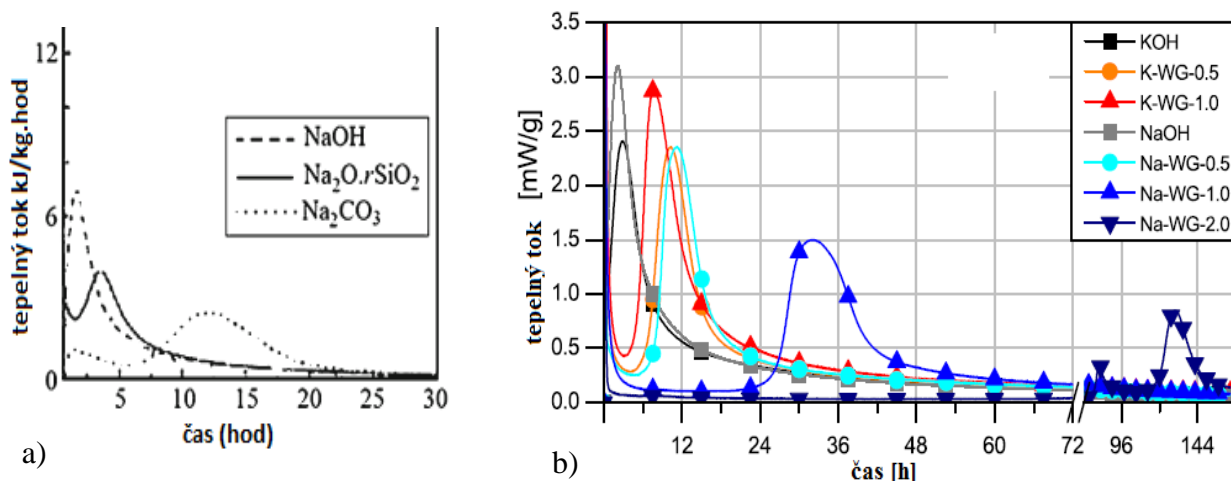 12
6
0
tepelný tok kJ/kg.hod
NaOH
Na₂O.rSiO₂
Na₂CO₃
5
10
15
20
25
30
čas (hod)
a)
3.5
3.0
2.5
2.0
1.5
1.0
0.5
0.0
tepelný tok [mW/g]
KOH
K-WG-0.5
K-WG-1.0
NaOH
Na-WG-0.5
Na-WG-1.0
Na-WG-2.0
12
24
36
48
60
72
96
144
čas [h]
b)